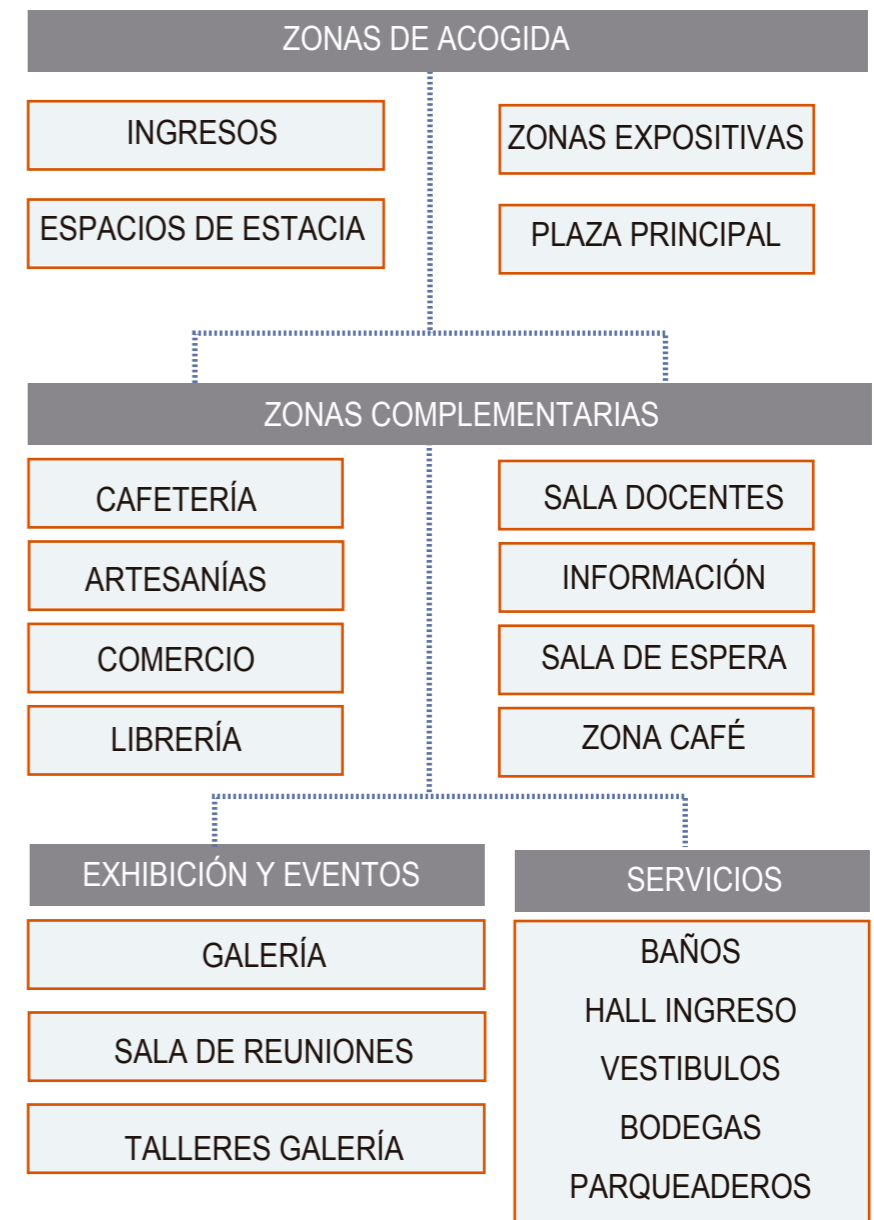 ZONAS DE ACOGIDA
INGRESOS
ZONAS EXPOSITIVAS
ESPACIOS DE ESTACIA
PLAZA PRINCIPAL
ZONAS COMPLEMENTARIAS
CAFETERÍA
SALA DOCENTES
ARTESANÍAS
INFORMACIÓN
COMERCIO
SALA DE ESPERA
LIBRERÍA
ZONA CAFÉ
EXHIBICIÓN Y EVENTOS
GALERÍA
SALA DE REUNIONES
TALLERES GALERÍA
SERVICIOS
BAÑOS
HALL INGRESO
VESTIBULOS
BODEGAS
PARQUEADEROS